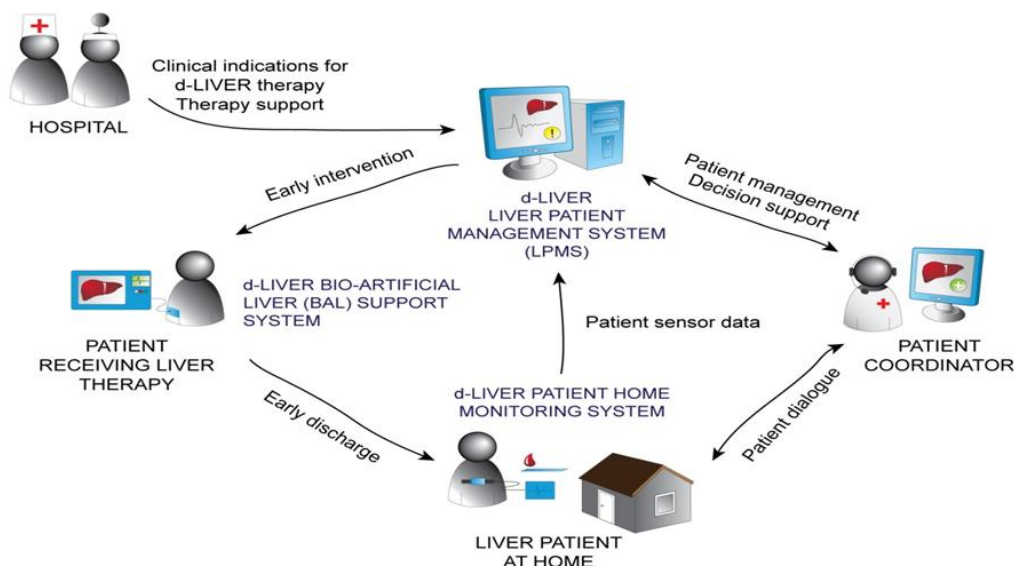 Clinical indications for
d-LIVER therapy
Therapy support
HOSPITAL
Early intervention
d-LIVER
LIVER PATIENT
MANAGEMENT SYSTEM
(LPMS)
Patient management
Decision support
d-LIVER BIO-ARTIFICIAL
LIVER (BAL) SUPPORT
SYSTEM
PATIENT
RECEIVING LIVER
THERAPY
Patient sensor data
PATIENT
COORDINATOR
Early discharge
d-LIVER PATIENT HOME
MONITORING SYSTEM
Patient dialogue
LIVER PATIENT
AT HOME